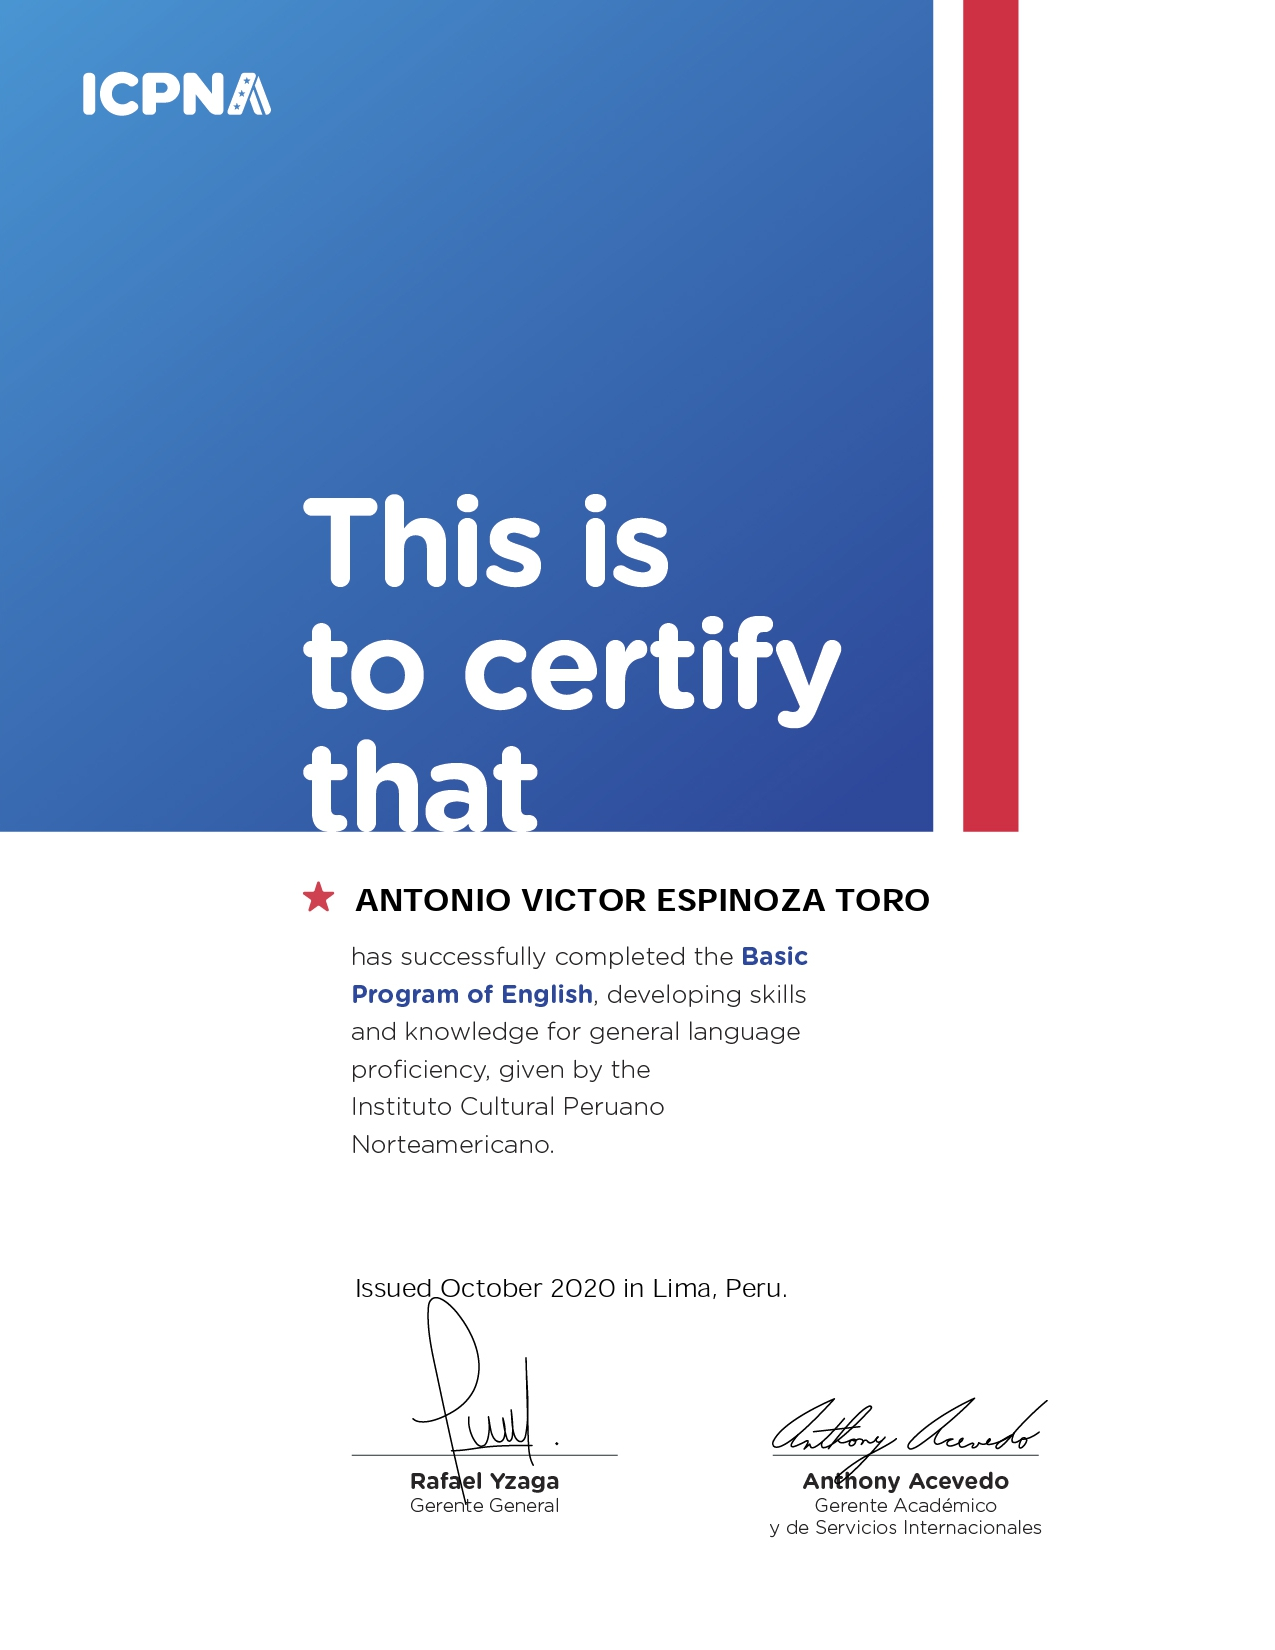 ICPNA
This is
to certify
that
ANTONIO VICTOR ESPINOZA TORO
has successfully completed the Basic
Program of English, developing skills
and knowledge for general language
proficiency, given by the
Instituto Cultural Peruano
Norteamericano.
Issued October 2020 in Lima, Peru.
Anthony Acevedo
Rafael Yzaga
Gerente General
Anthony Acevedo
Gerente Académico
y de Servicios Internacionales